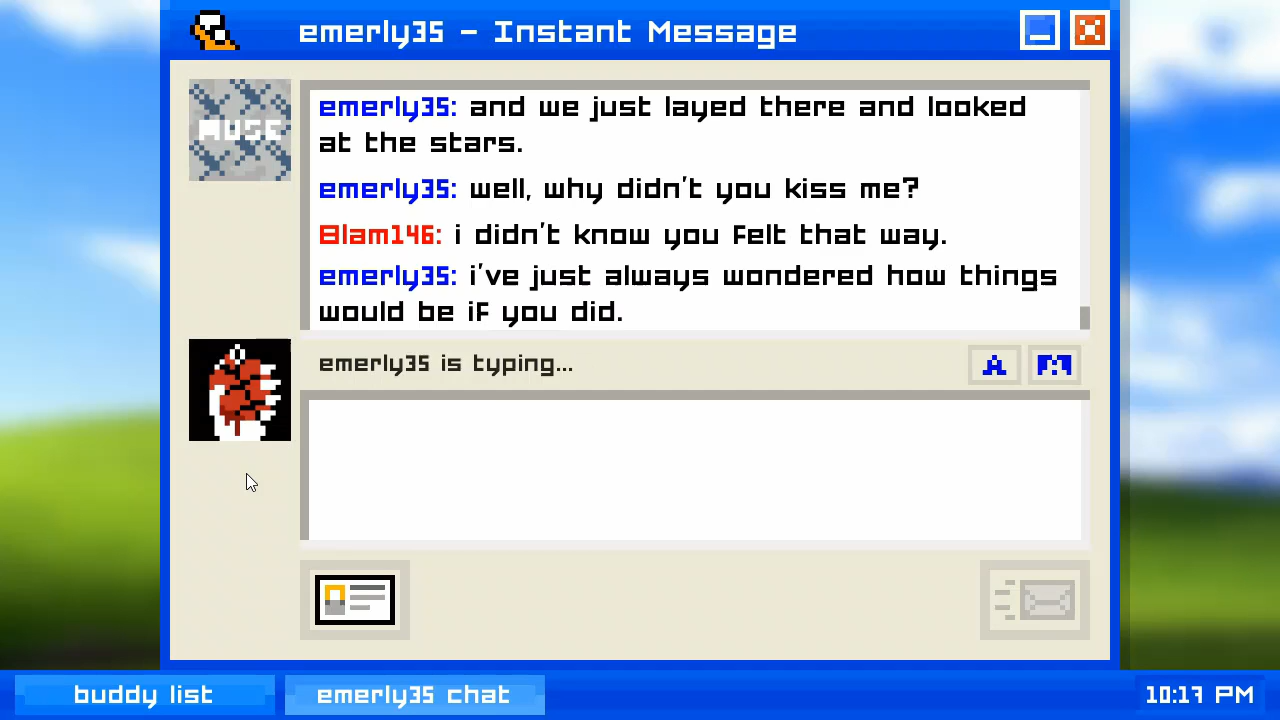 emerly35 - Instant Message
MUSE
emerly35: and we just layed there and looked
at the stars.
emerly35: well, why didn't you kiss me?
Blam146: i didn't know you felt that way.
emerly35: i've just always wondered how things
would be if you did.
emerly35 is typing...
A
buddy list
emerly35 chat
10:17 PM